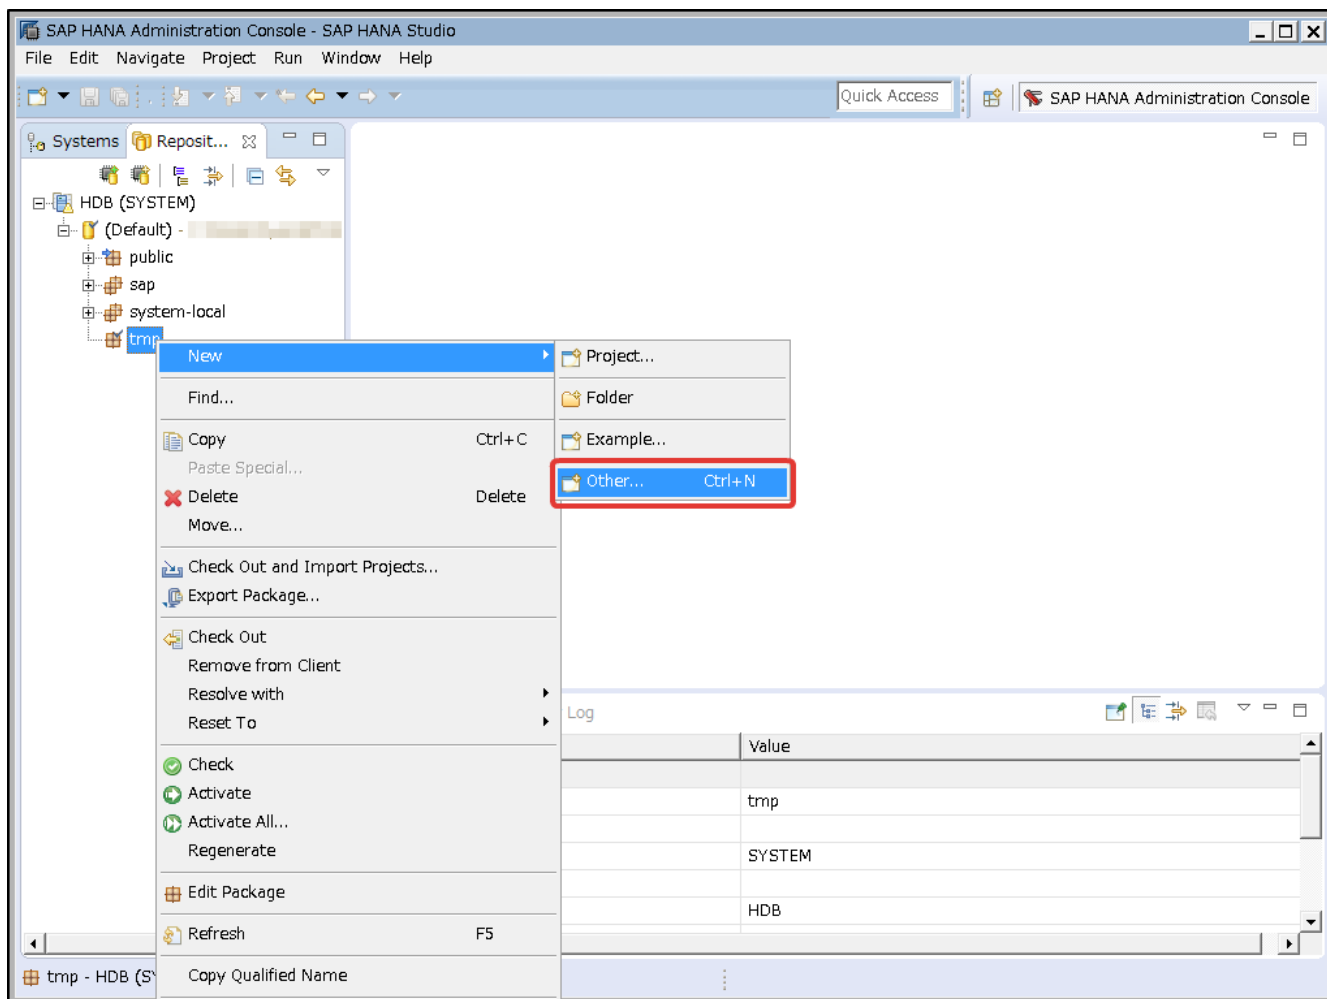 SAP HANA Administration Console - SAP HANA Studio
File Edit Navigate Project Run Window Help
Quick Access
SAP HANA Administration Console
Systems
Reposit...
HDB (SYSTEM)
(Default) -
public
sap
system-local
tmp
New
Find...
Copy Ctrl+C
Paste Special...
Delete Delete
Move...
Check Out and Import Projects...
Export Package...
Check Out
Remove from Client
Resolve with
Reset To
Check
Activate
Activate All...
Regenerate
Edit Package
Refresh F5
Copy Qualified Name
Project...
Folder
Example...
Other... Ctrl+N
Log
Value
tmp
SYSTEM
HDB
tmp - HDB (SY